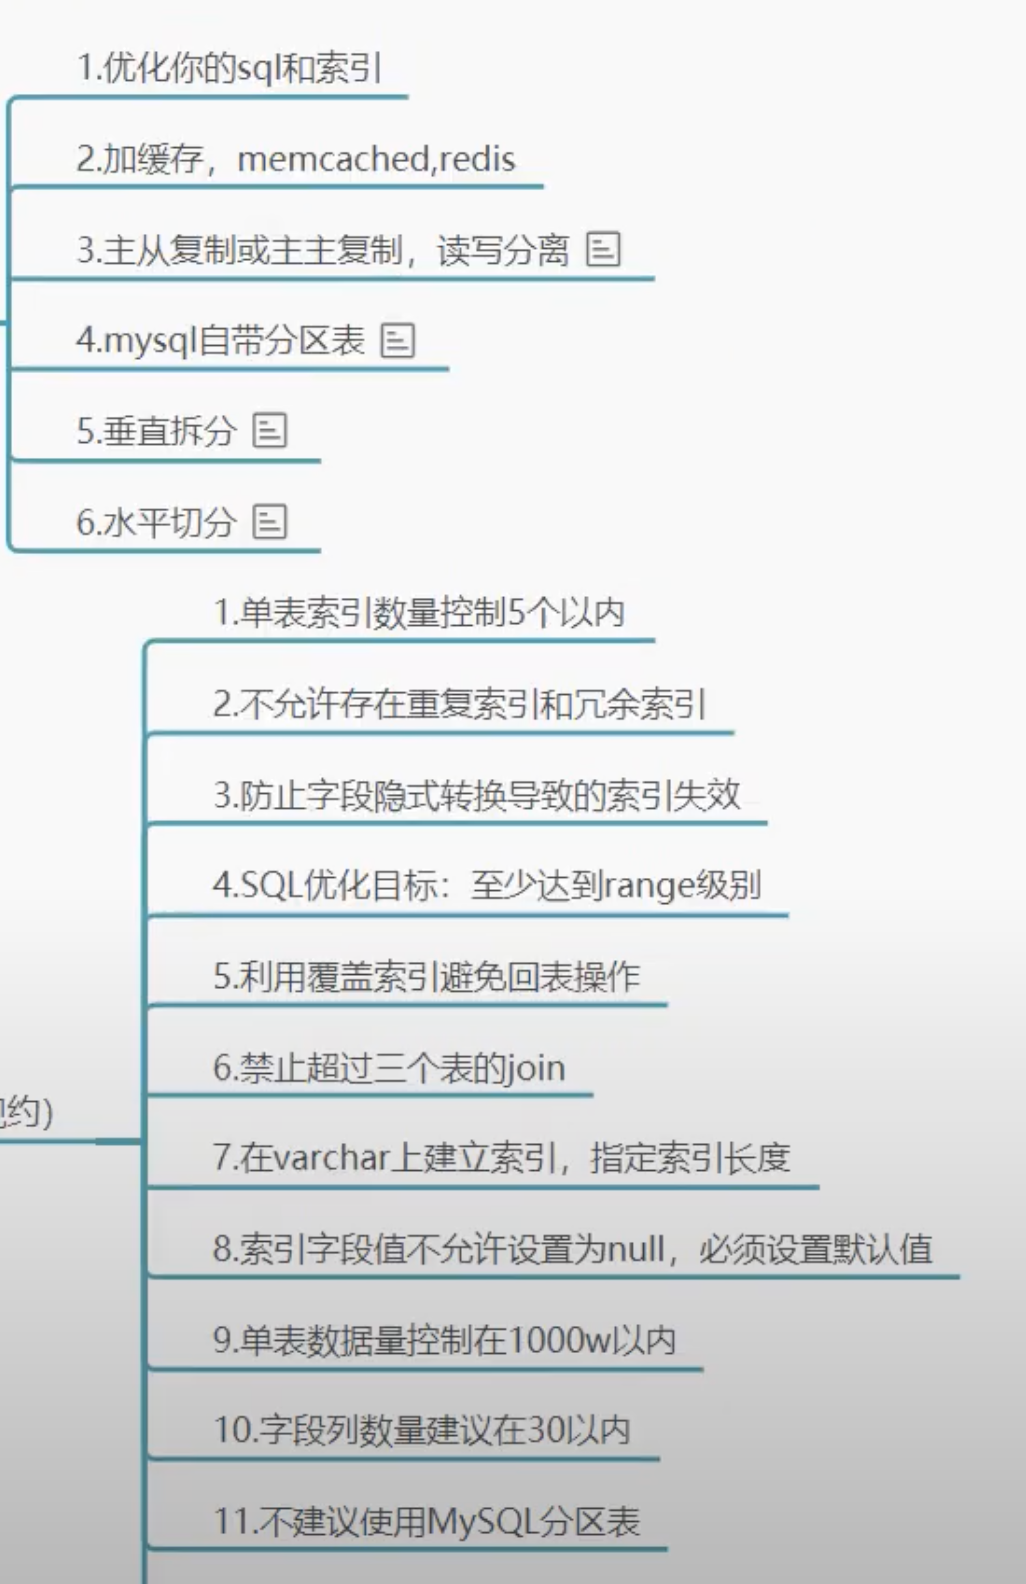 1.优化你的sql和索引
2.加缓存，memcached,redis
3.主从复制或主主复制，读写分离
4.mysql自带分区表
5.垂直拆分
6.水平切分
1.单表索引数量控制5个以内
2.不允许存在重复索引和冗余索引
3.防止字段隐式转换导致的索引失效
4.SQL优化目标：至少达到range级别
5.利用覆盖索引避免回表操作
6.禁止超过三个表的join
约）
7.在varchar上建立索引，指定索引长度
8.索引字段值不允许设置为null，必须设置默认值
9.单表数据量控制在1000w以内
10.字段列数量建议在30以内
11.不建议使用MySQL分区表